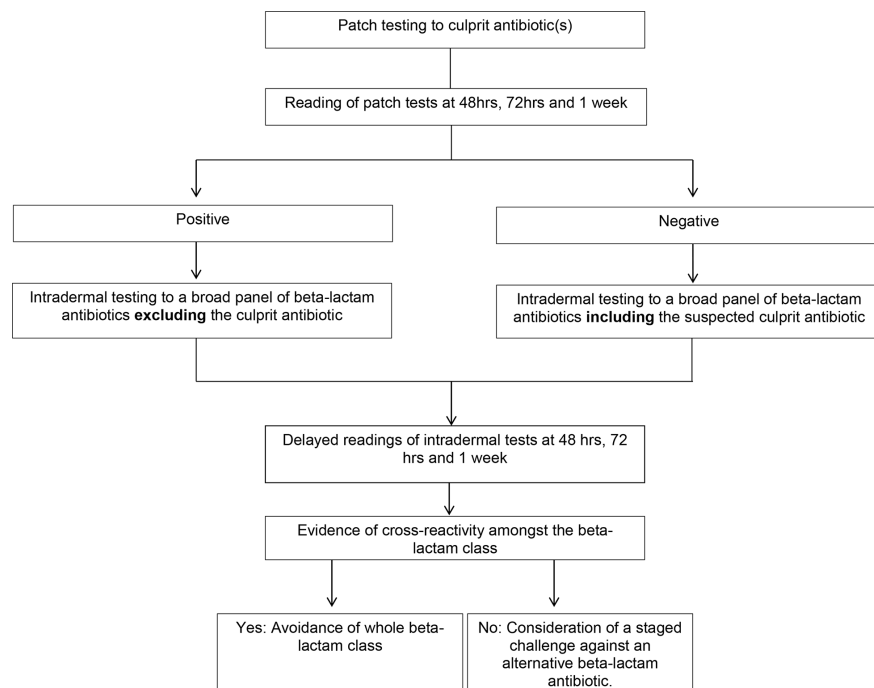 Patch testing to culprit antibiotic(s)
Reading of patch tests at 48hrs, 72hrs and 1 week
Positive
Negative
Intradermal testing to a broad panel of beta-lactam
antibiotics excluding the culprit antibiotic
Intradermal testing to a broad panel of beta-lactam
antibiotics including the suspected culprit antibiotic
Delayed readings of intradermal tests at 48 hrs, 72
hrs and 1 week
Evidence of cross-reactivity amongst the beta-
lactam class
Yes: Avoidance of whole beta-
lactam class
No: Consideration of a staged
challenge against an
alternative beta-lactam
antibiotic.